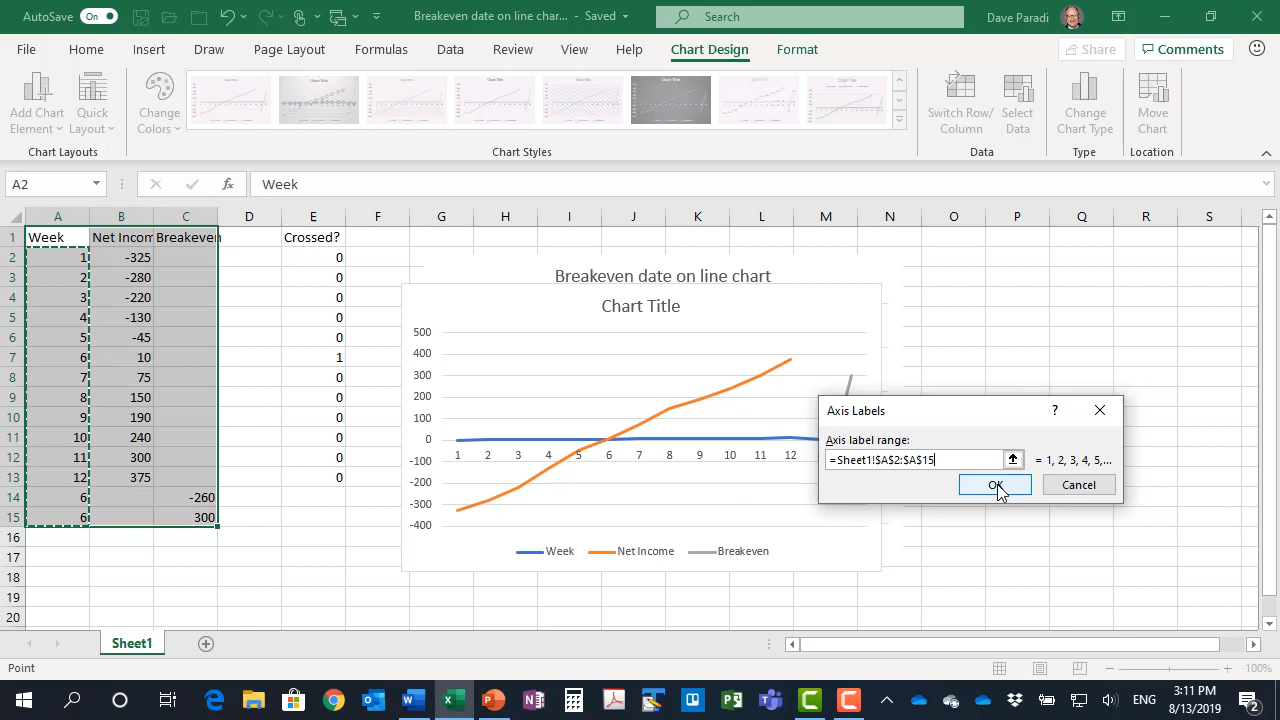 AutoSave On
Breakeven date on line char... - Saved
Search
Dave Paradi
File Home Insert Draw Page Layout Formulas Data Review View Help Chart Design Format
Share
Comments
Add Chart Element
Quick Layout
Change Colors
Switch Row/ Column
Select Data
Change Chart Type
Move Chart
Chart Layouts
Chart Styles
Data
Type
Location
A2
fx
Week
A B C D E F G H I J K L M N O P Q R S
1 Week Net Incom Breakeven Crossed?
2 1 -325 0
3 2 -280 0
4 3 -220 0
5 4 -130 0
6 5 -45 0
7 6 10 1
8 7 75 0
9 8 150 0
10 9 190 0
11 10 240 0
12 11 300 0
13 12 375 0
14 6 -260
15 6 300
16
17
18
19
20
Breakeven date on line chart
Chart Title
500
400
300
200
100
0
-100
-200
-300
-400
1 2 3 4 5 6 7 8 9 10 11 12
Week Net Income Breakeven
Axis Labels
?
Axis label range:
=Sheet1!$A$2:$A$15
= 1, 2, 3, 4, 5,...
OK
Cancel
Sheet1
Point
100%
ENG
3:11 PM
8/13/2019
2